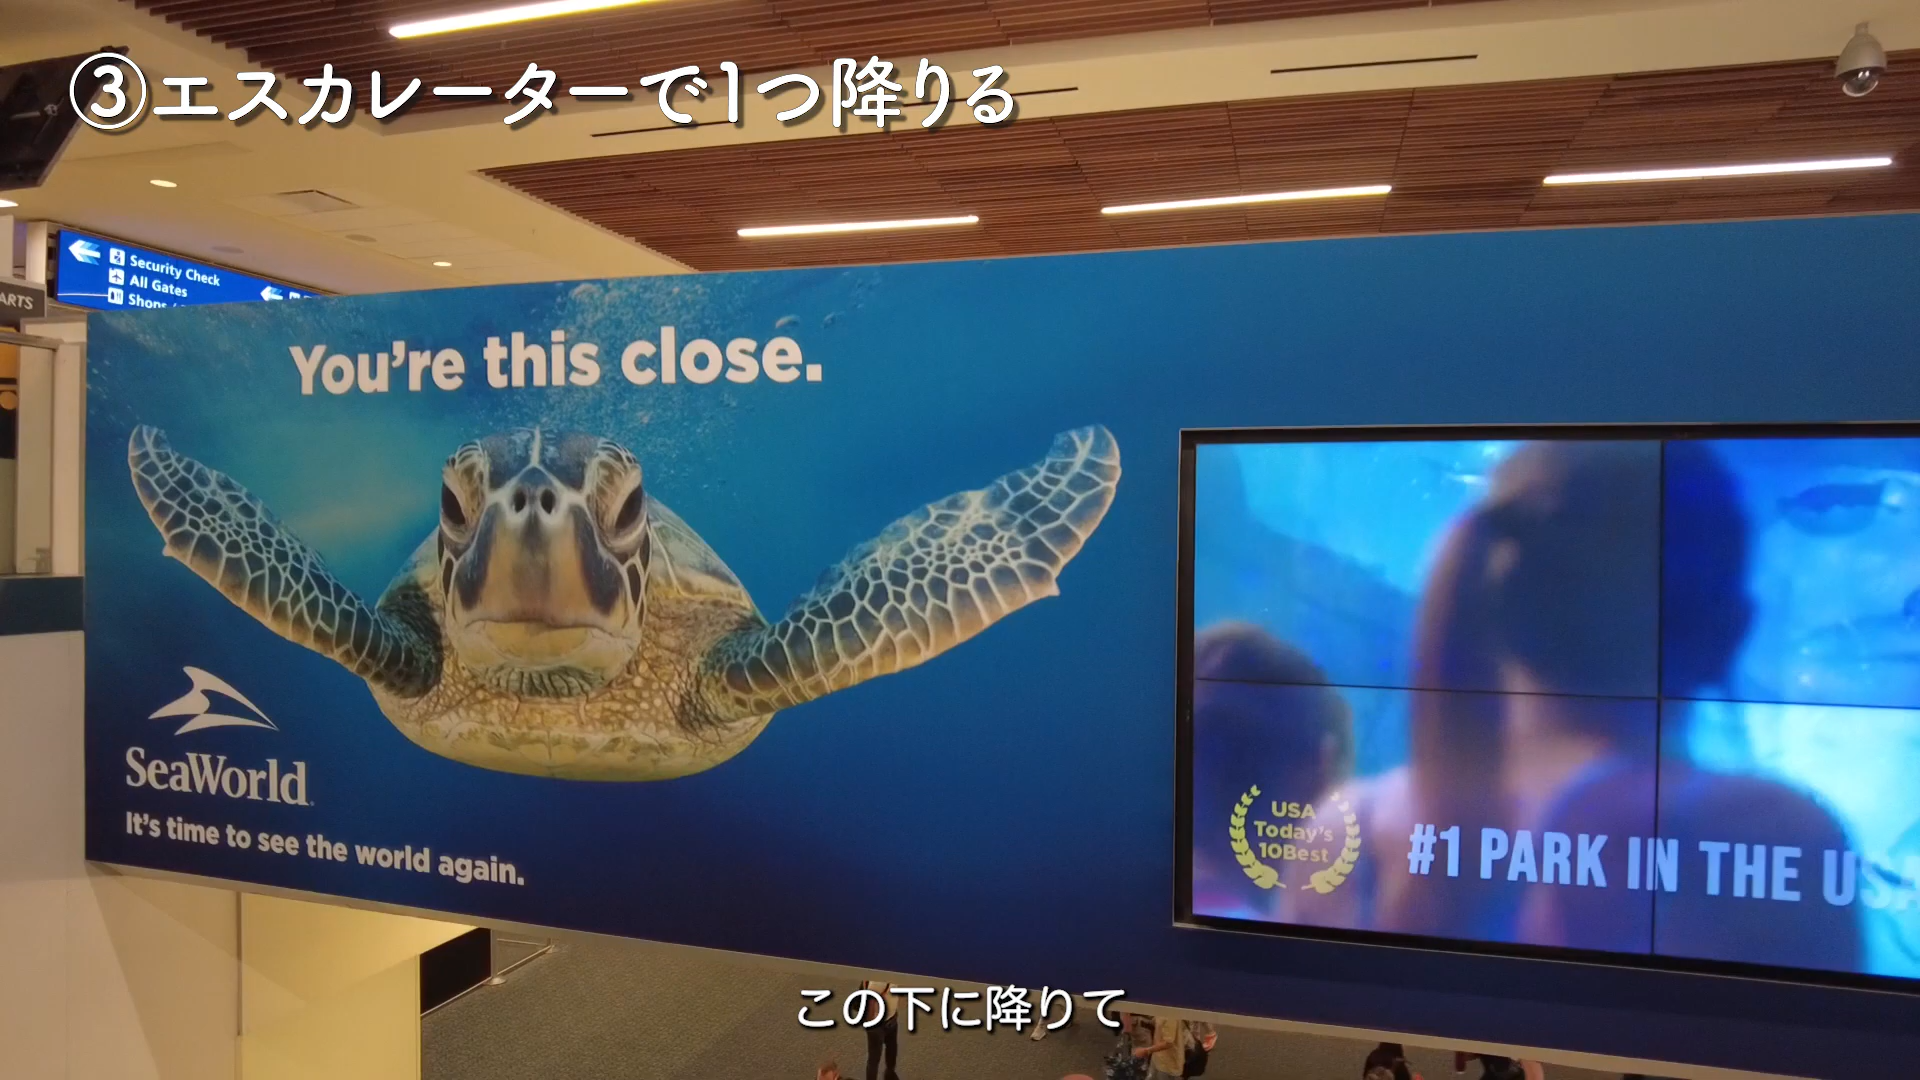 ③エスカレーターで1つ降りる
Security Check
All Gates
Shops /
ARTS
You're this close.
SeaWorld
It's time to see the world again.
USA
Today's
10Best
#1 PARK IN THE USA
この下に降りて